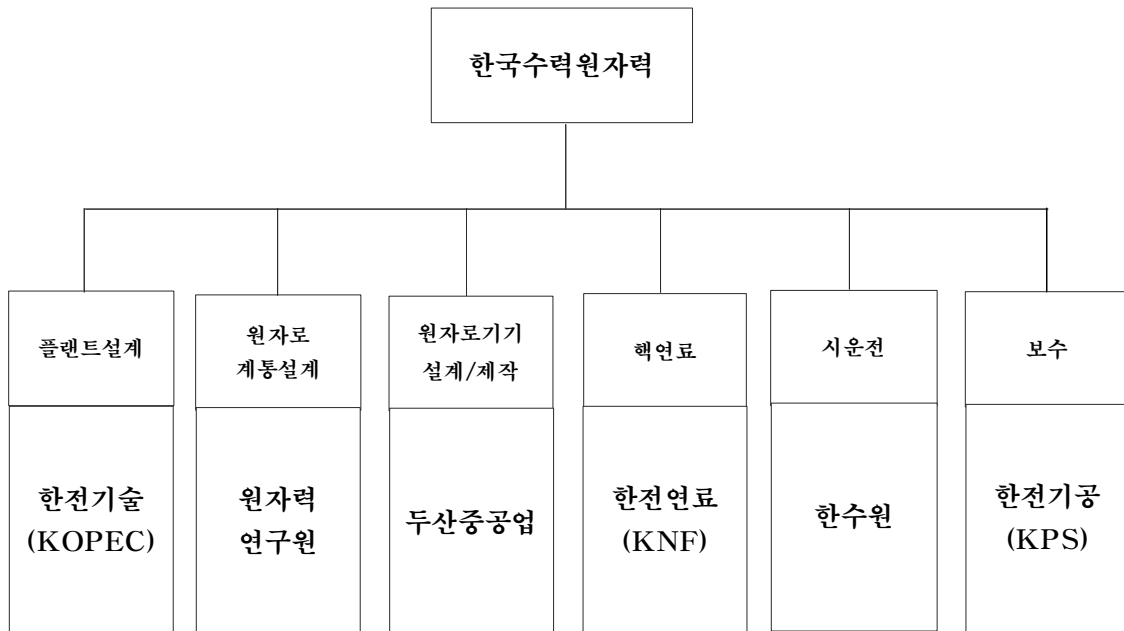 한국수력원자력
플랜트설계
원자로
계통설계
원자로기기
설계/제작
핵연료
시운전
보수
한전기술
(KOPEC)
원자력
연구원
두산중공업
한전연료
(KNF)
한수원
한전기공
(KPS)